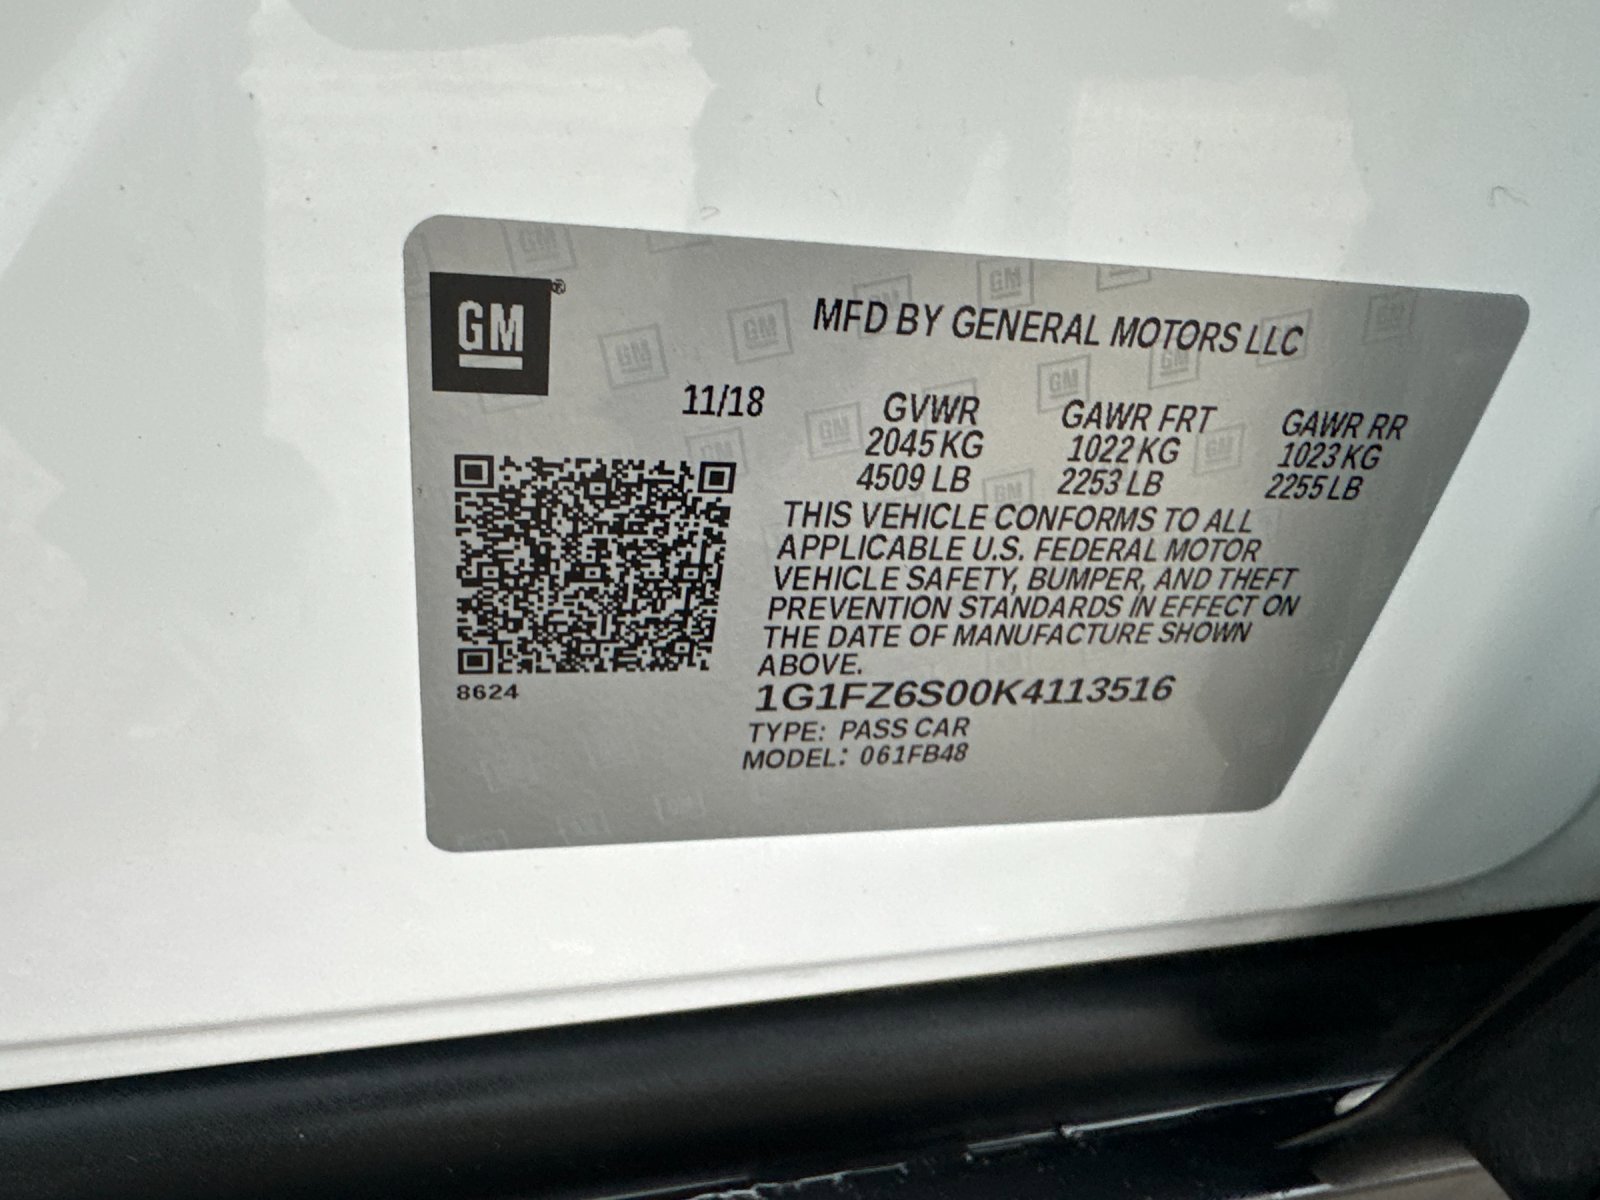 GM®
MFD BY GENERAL MOTORS LLC
11/18
GVWR GAWR FRT GAWR RR
2045 KG 1022 KG 1023 KG
4509 LB 2253 LB 2255 LB
THIS VEHICLE CONFORMS TO ALL
APPLICABLE U.S. FEDERAL MOTOR
VEHICLE SAFETY, BUMPER, AND THEFT
PREVENTION STANDARDS IN EFFECT ON
THE DATE OF MANUFACTURE SHOWN
ABOVE.
8624
1G1FZ6S00K4113516
TYPE: PASS CAR
MODEL: 061FB48